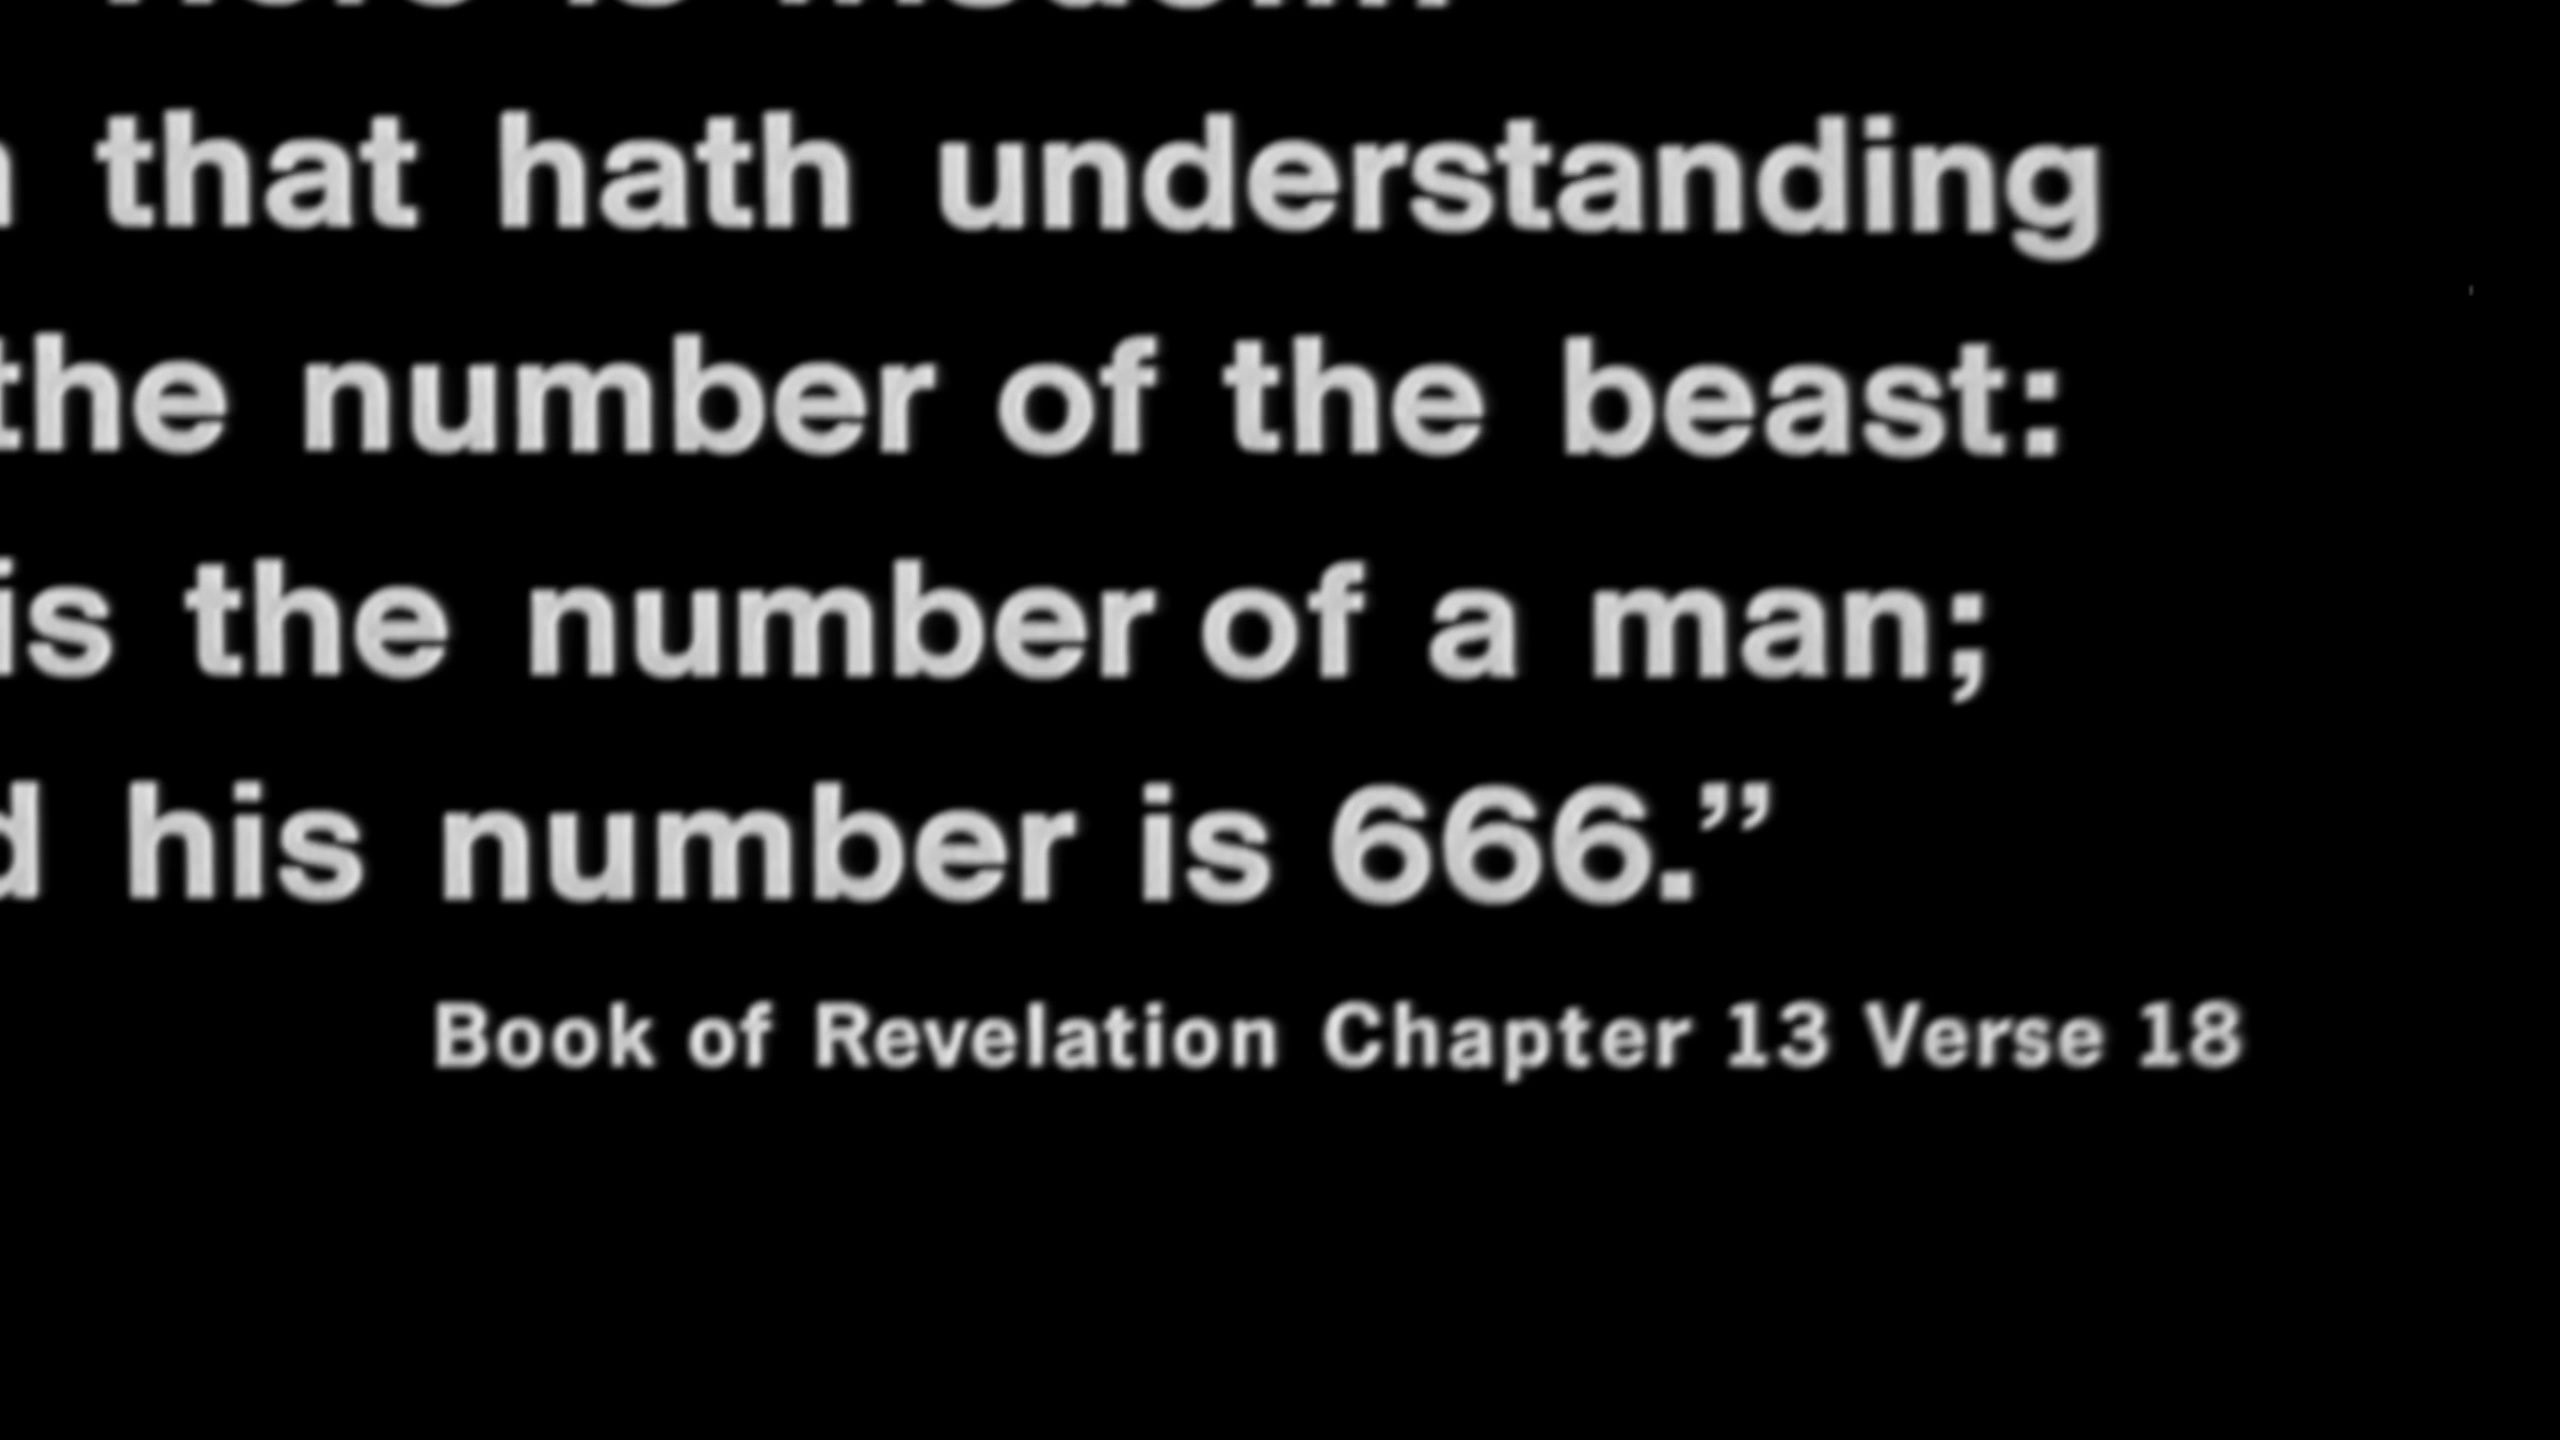 that hath understanding
the number of the beast:
is the number of a man;
his number is 666.”
Book of Revelation Chapter 13 Verse 18